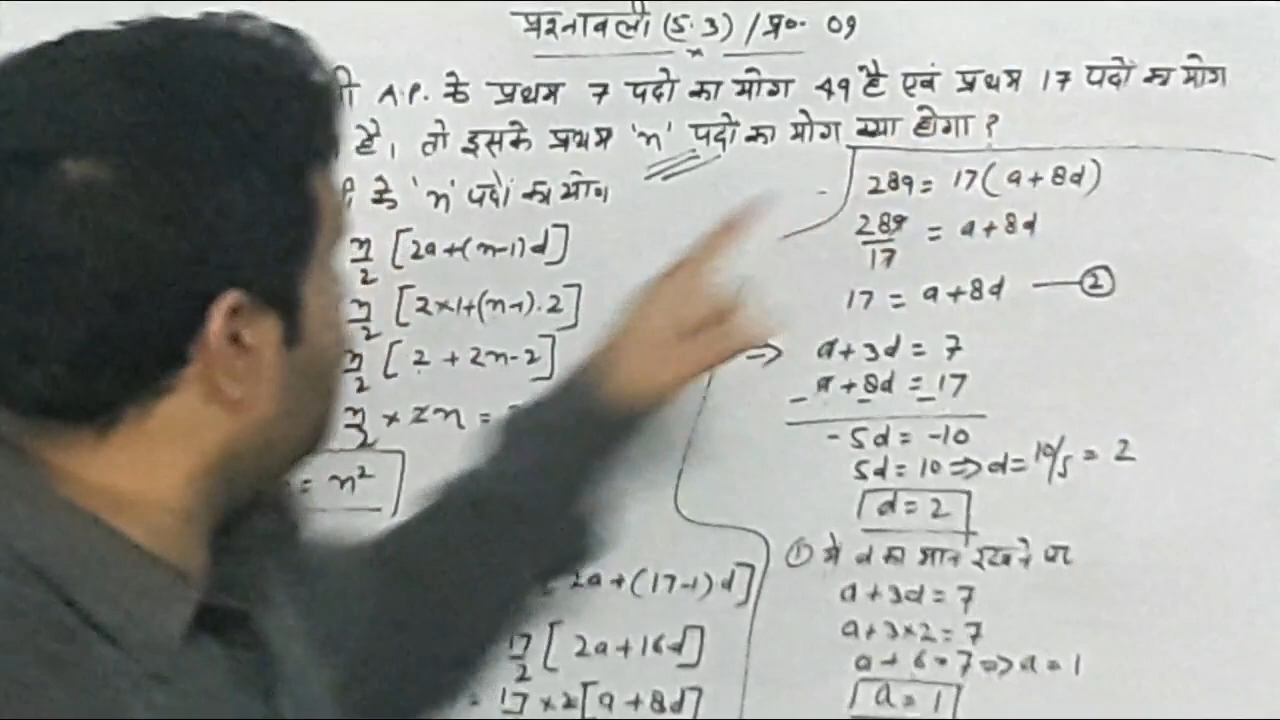 प्रश्नावली (5.3) / प्र०- 09
A.P. के प्रथम 7 पदो का योग 49 है एवं प्रथम 17 पदों का योग
है। तो इसके प्रथम 'n' पदो का योग क्या होगा ?
के 'n' पदों का योग
n/2 [2a+(n-1)d]
n/2 [2×1+(n-1).2]
n/2 [2 + 2n-2]
n/2 × 2n =
= n²
2a+(17-1)d]
17/2 [2a+16d]
= 17 ×2[a+8d]
289 = 17(a+8d)
289/17 = a+8d
17 = a+8d —②
→ a+3d = 7
- a + 8d = 17
- 5d = -10
5d = 10 => d = 10/5 = 2
d = 2
① मे d का मान रखने पर
a + 3d = 7
a + 3×2 = 7
a + 6 = 7 => a = 1
a = 1